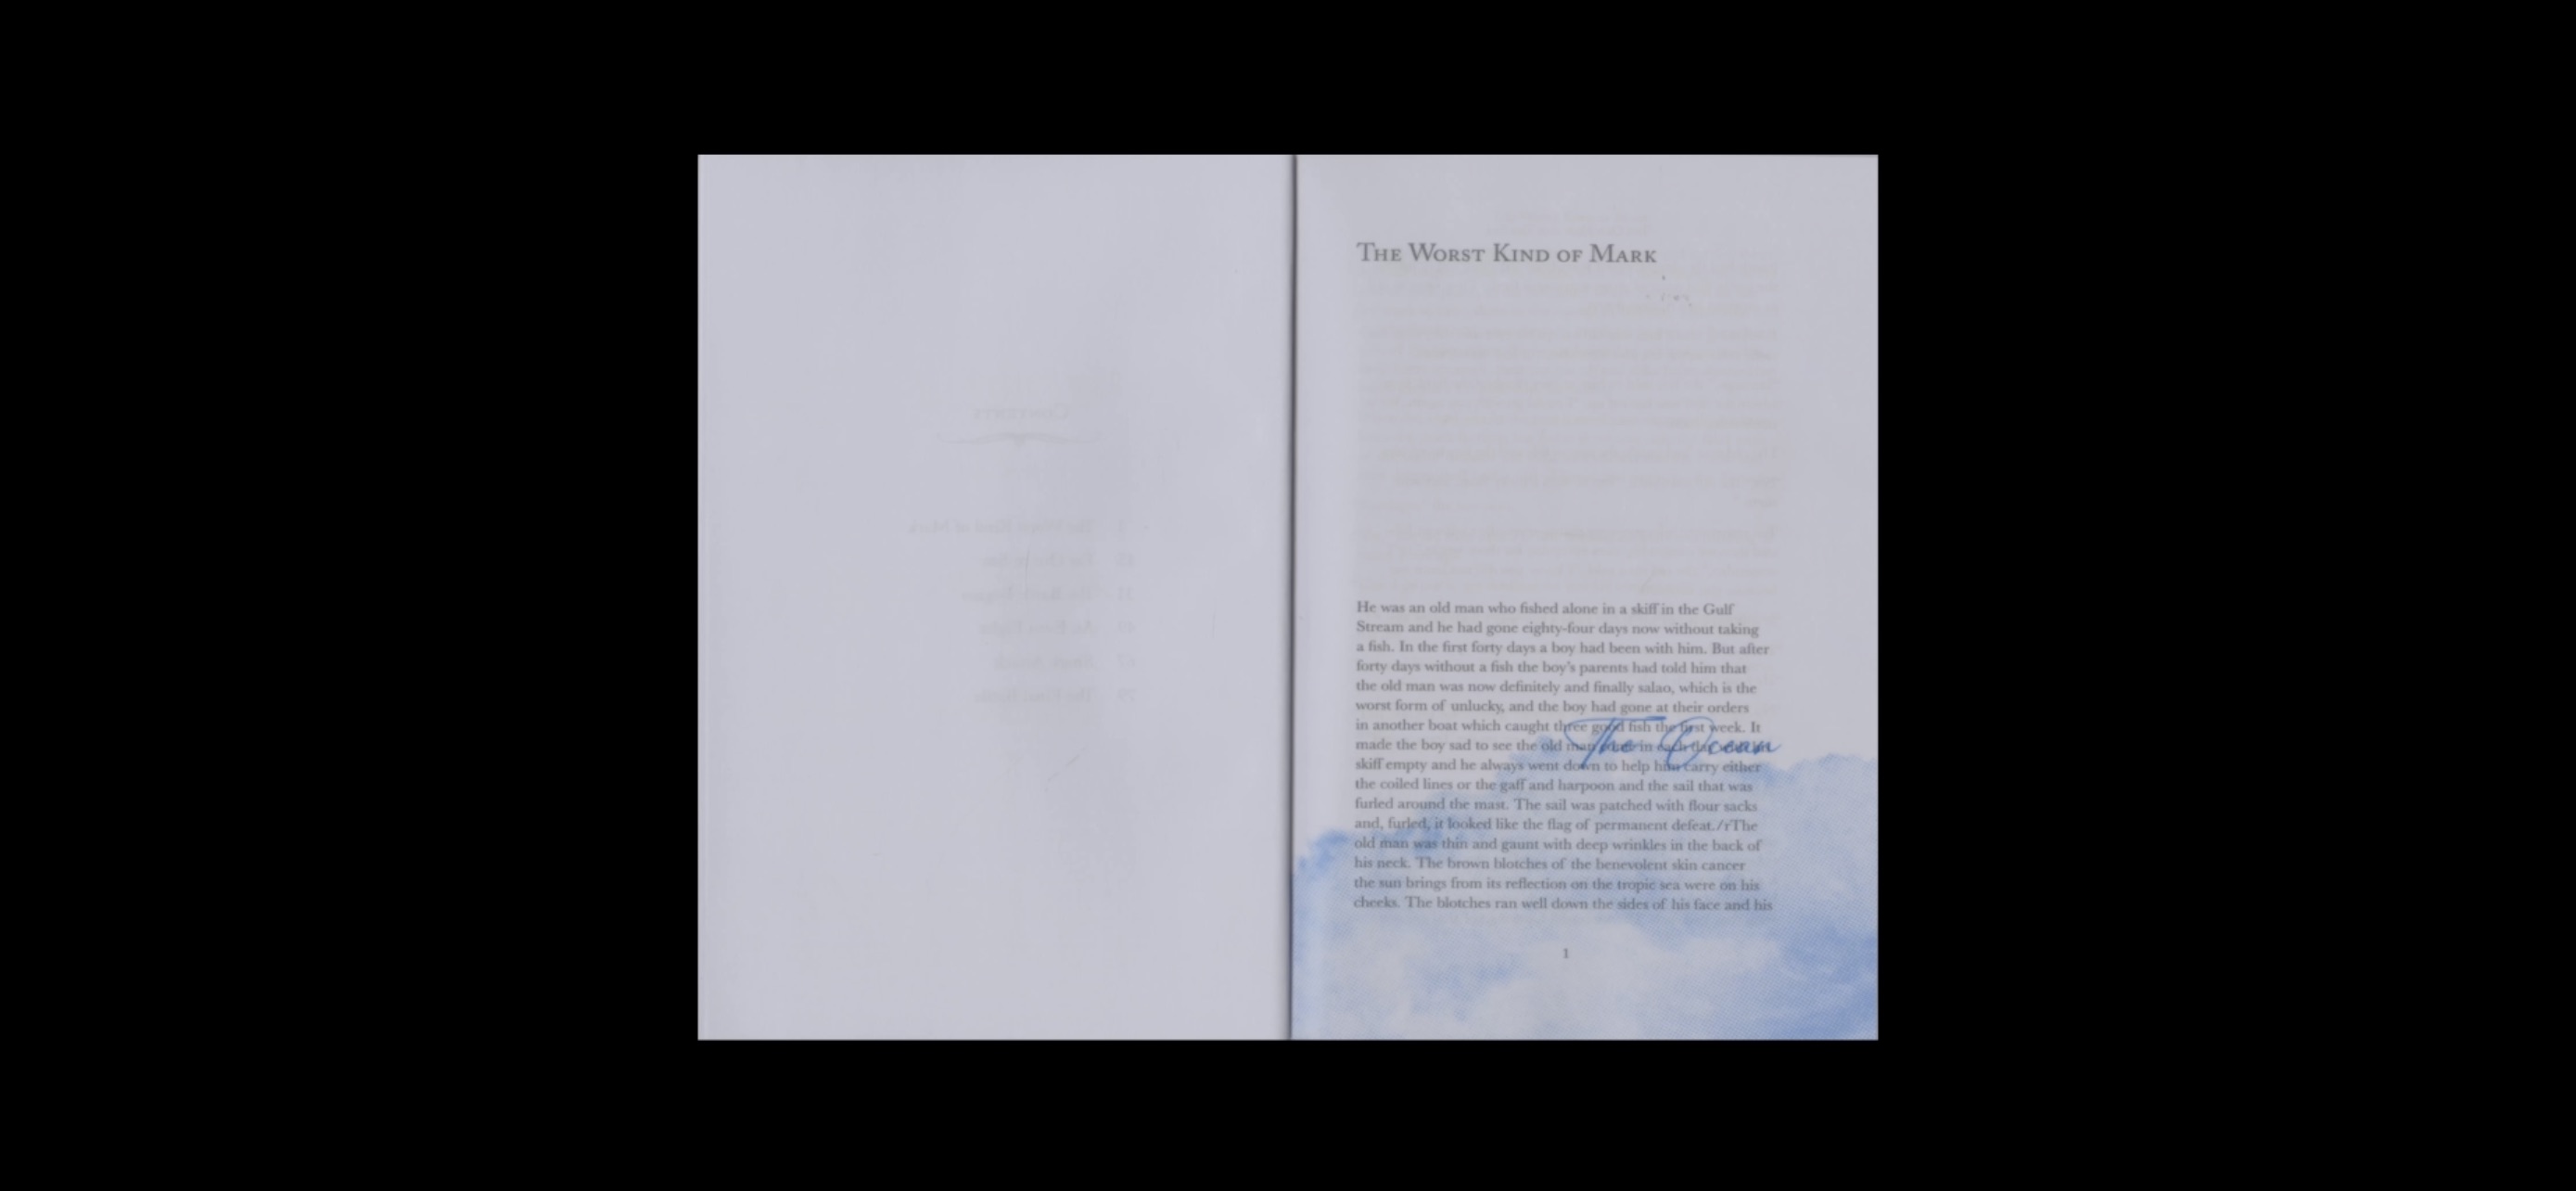 THE WORST KIND OF MARK
He was an old man who fished alone in a skiff in the Gulf
Stream and he had gone eighty-four days now without taking
a fish. In the first forty days a boy had been with him. But after
forty days without a fish the boy's parents had told him that
the old man was now definitely and finally salao, which is the
worst form of unlucky, and the boy had gone at their orders
in another boat which caught three good fish the first week. It
made the boy sad to see the old man in each
The Ocean
skiff empty and he always went down to help him carry either
the coiled lines or the gaff and harpoon and the sail that was
furled around the mast. The sail was patched with flour sacks
and, furled, it looked like the flag of permanent defeat./rThe
old man was thin and gaunt with deep wrinkles in the back of
his neck. The brown blotches of the benevolent skin cancer
the sun brings from its reflection on the tropic sea were on his
cheeks. The blotches ran well down the sides of his face and his
1